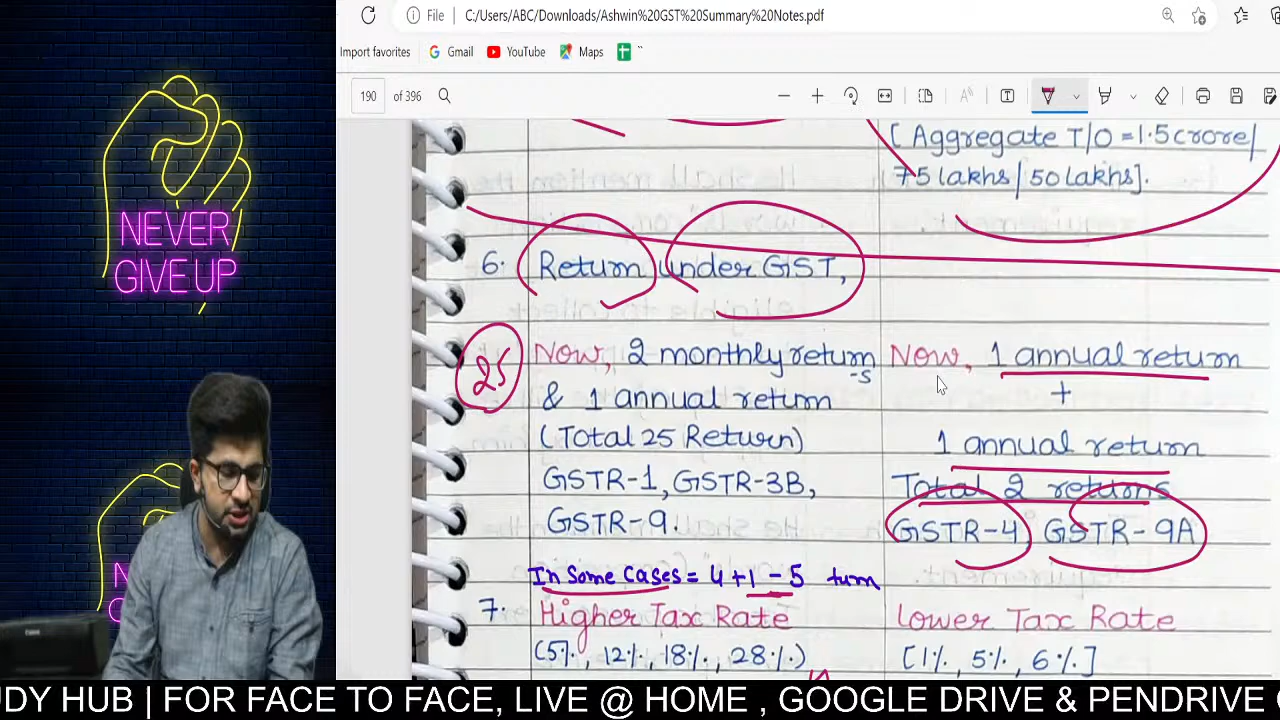 File C:/Users/ABC/Downloads/Ashwin%20GST%20Summary%20Notes.pdf
Import favorites Gmail YouTube Maps
190 of 396
[Aggregate T/O = 1.5 crore/
75 lakhs/50 lakhs].
6. Return under GST,
25
Now, 2 monthly return
-s
& 1 annual return
(Total 25 Return)
GSTR-1, GSTR-3B,
GSTR-9.
In Some Cases = 4+1-5 turn
Now, 1 annual return
+
1 annual return
Total 2 returns
GSTR-4 GSTR-9A
7. Higher Tax Rate
(5%, 12%, 18%, 28%)
Lower Tax Rate
[1%, 5%, 6%]
NEVER
GIVE UP
UDY HUB | FOR FACE TO FACE, LIVE @ HOME , GOOGLE DRIVE & PENDRIVE